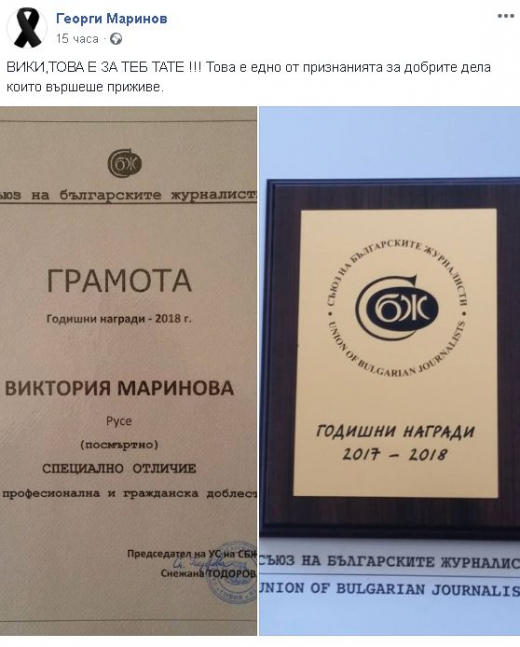 Георги Маринов
15 часа ·
ВИКИ,ТОВА Е ЗА ТЕБ ТАТЕ !!! Това е едно от признанията за добрите дела
които вършеше приживе.
СБЖ
юз на българските журналист
ГРАМОТА
Годишни награди - 2018 г.
ВИКТОРИЯ МАРИНОВА
Русе
(посмъртно)
СПЕЦИАЛНО ОТЛИЧИЕ
професионална и гражданска доблест
Председател на УС на СБЖ
Снежана ТОДОРОВ
СЪЮЗ НА БЪЛГАРСКИТЕ ЖУРНАЛИСТИ
СБЖ
UNION OF BULGARIAN JOURNALISTS
ГОДИШНИ НАГРАДИ
2017 - 2018
СЪЮЗ НА БЪЛГАРСКИТЕ ЖУРНАЛИС
UNION OF BULGARIAN JOURNALIS